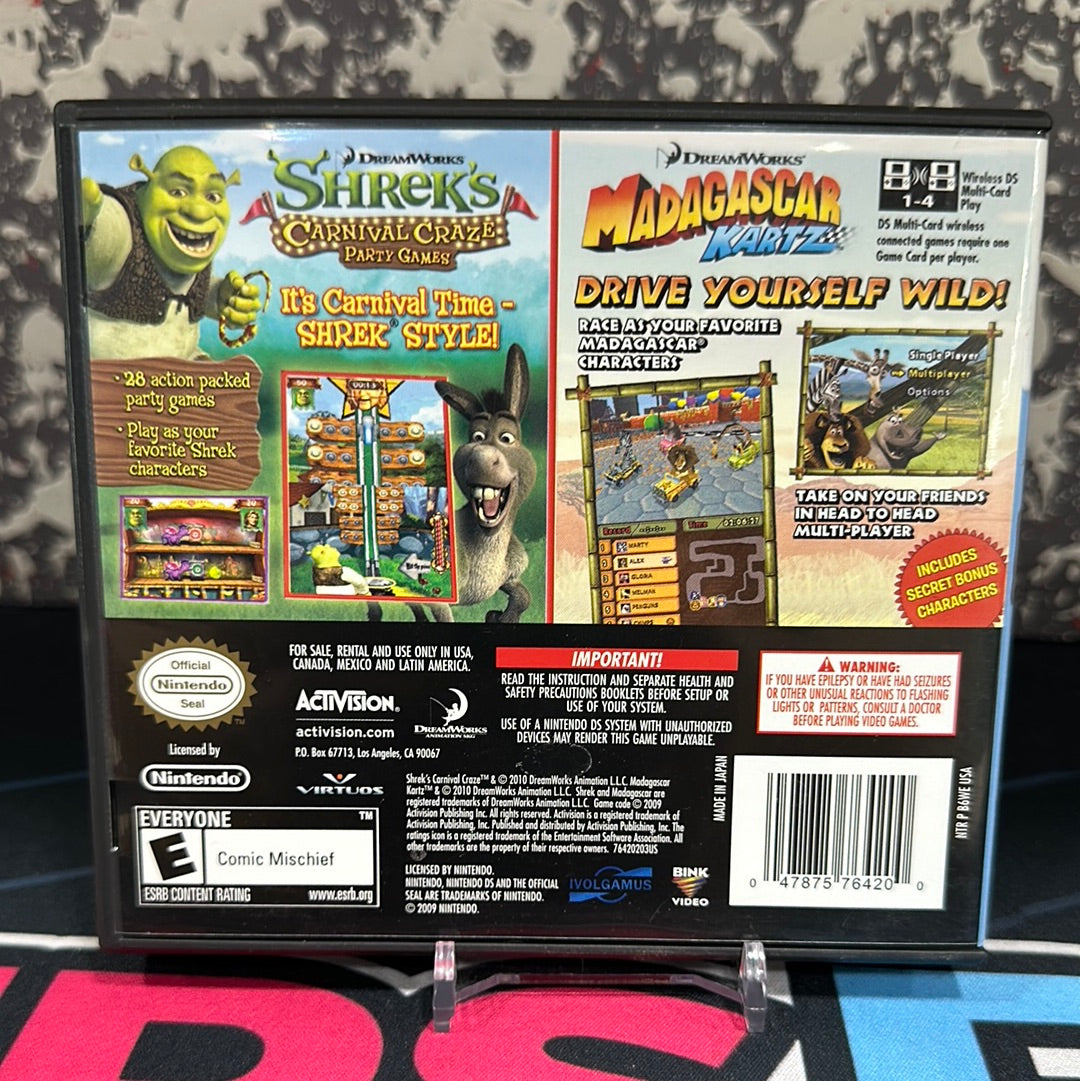 DREAMWORKS
SHREK'S
CARNIVAL CRAZE
PARTY GAMES
It's Carnival Time -
SHREK® STYLE!
• 28 action packed
party games
• Play as your
favorite Shrek
characters
DREAMWORKS
MADAGASCAR
KARTZ
1-4
Wireless DS
Multi-Card
Play
DS Multi-Card wireless
connected games require one
Game Card per player.
DRIVE YOURSELF WILD!
RACE AS YOUR FAVORITE
MADAGASCAR®
CHARACTERS
Single Player
Multiplayer
Options
Record
Time
01:06:37
MARTY
ALEX
GLORIA
MELMAN
PENGUINS
TAKE ON YOUR FRIENDS
IN HEAD TO HEAD
MULTI-PLAYER
INCLUDES
SECRET BONUS
CHARACTERS
Official
Nintendo
Seal
TM
Licensed by
Nintendo®
FOR SALE, RENTAL AND USE ONLY IN USA,
CANADA, MEXICO AND LATIN AMERICA.
ACTIVISION®
activision.com
DREAMWORKS
ANIMATION SKG
P.O. Box 67713, Los Angeles, CA 90067
VIRTUOS
IMPORTANT!
READ THE INSTRUCTION AND SEPARATE HEALTH AND
SAFETY PRECAUTIONS BOOKLETS BEFORE SETUP OR
USE OF YOUR SYSTEM.
USE OF A NINTENDO DS SYSTEM WITH UNAUTHORIZED
DEVICES MAY RENDER THIS GAME UNPLAYABLE.
WARNING:
IF YOU HAVE EPILEPSY OR HAVE HAD SEIZURES
OR OTHER UNUSUAL REACTIONS TO FLASHING
LIGHTS OR PATTERNS, CONSULT A DOCTOR
BEFORE PLAYING VIDEO GAMES.
EVERYONE
TM
E
Comic Mischief
ESRB CONTENT RATING
www.esrb.org
Shrek's Carnival Craze™ & © 2010 DreamWorks Animation L.L.C. Madagascar
Kartz™ & © 2010 DreamWorks Animation L.L.C. Shrek and Madagascar are
registered trademarks of DreamWorks Animation L.L.C. Game code © 2009
Activision Publishing Inc. All rights reserved. Activision is a registered trademark of
Activision Publishing, Inc. Published and distributed by Activision Publishing, Inc. The
ratings icon is a registered trademark of the Entertainment Software Association. All
other trademarks are the property of their respective owners. 76420203US
LICENSED BY NINTENDO.
NINTENDO, NINTENDO DS AND THE OFFICIAL
SEAL ARE TRADEMARKS OF NINTENDO.
© 2009 NINTENDO.
IVOLGAMUS
BINK
VIDEO
MADE IN JAPAN
0 47875 76420 0
MTR P B6WE USA